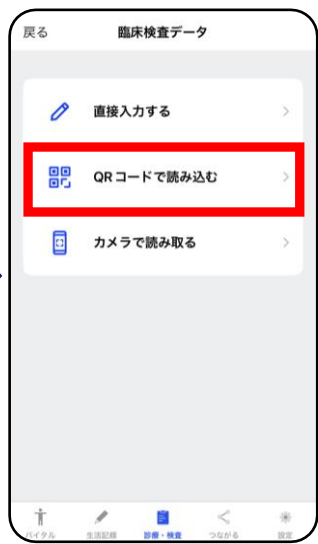 戻る 臨床検査データ
直接入力する
QRコードで読み込む
カメラで読み取る
バイタル 生活記録 診療・検査 つながる 設定